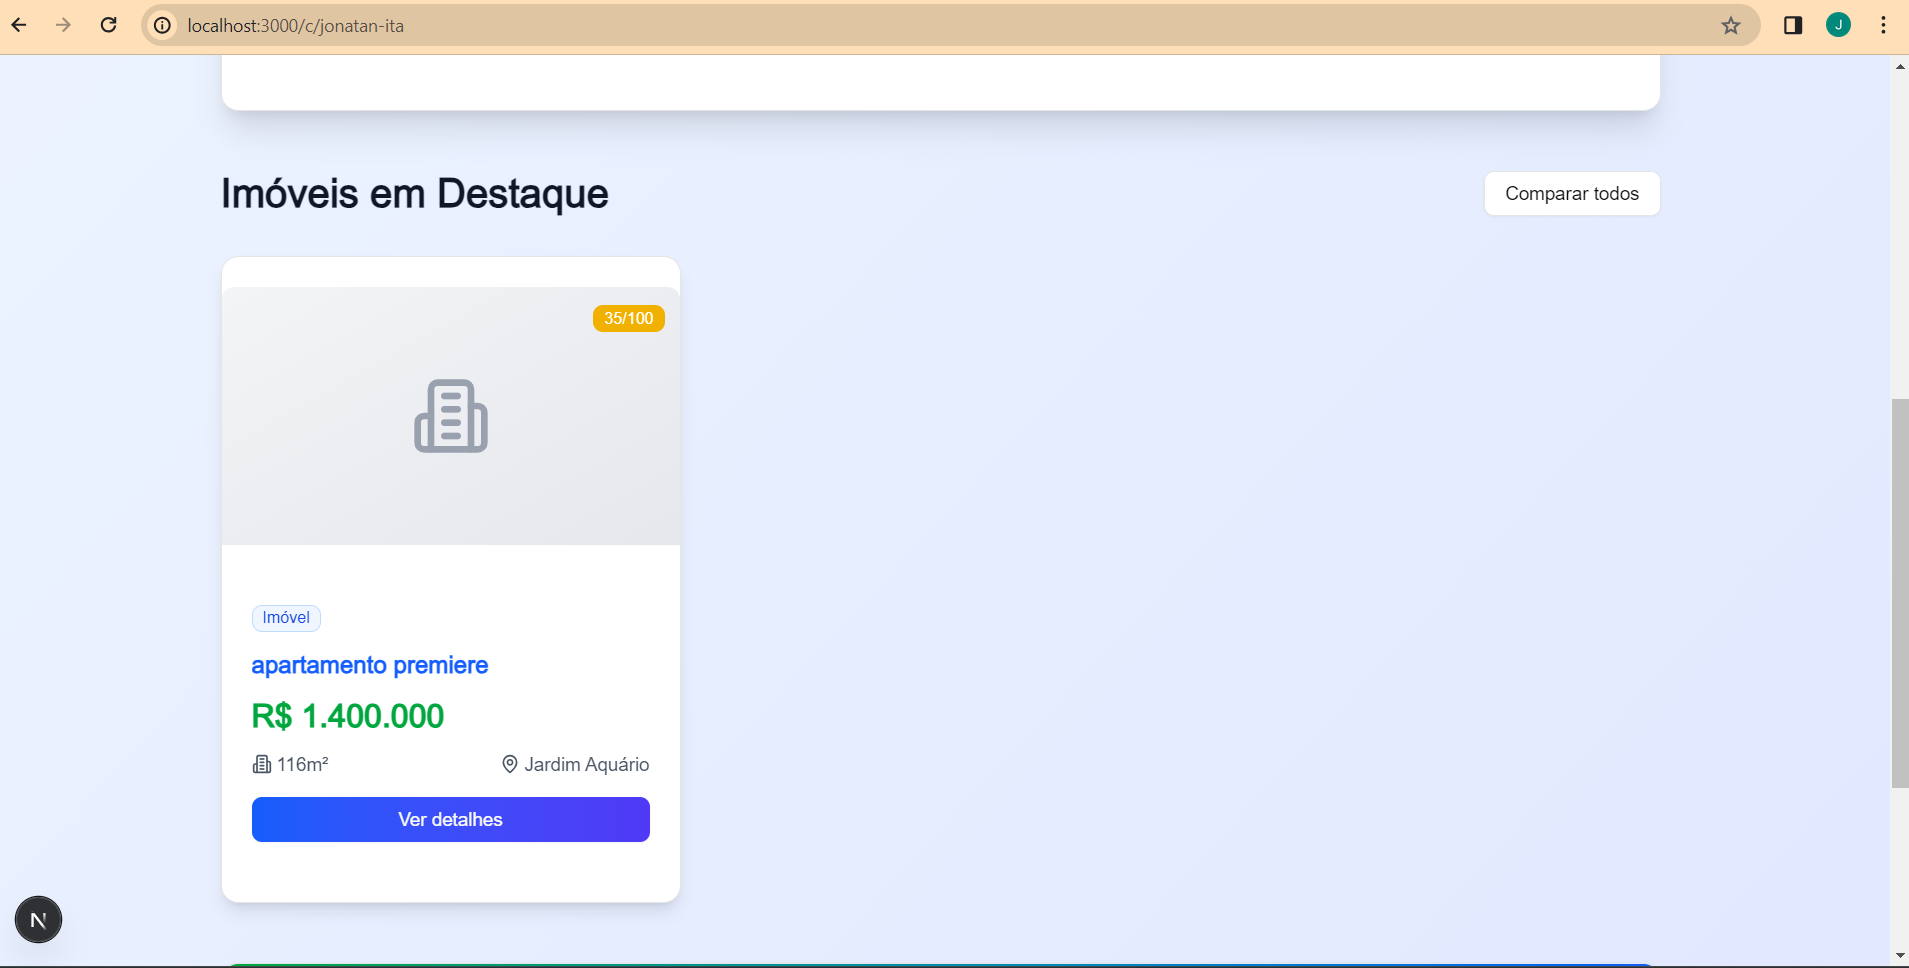 localhost:3000/c/jonatan-ita
J
Imóveis em Destaque
Comparar todos
35/100
Imóvel
apartamento premiere
R$ 1.400.000
116m²
Jardim Aquário
Ver detalhes
N